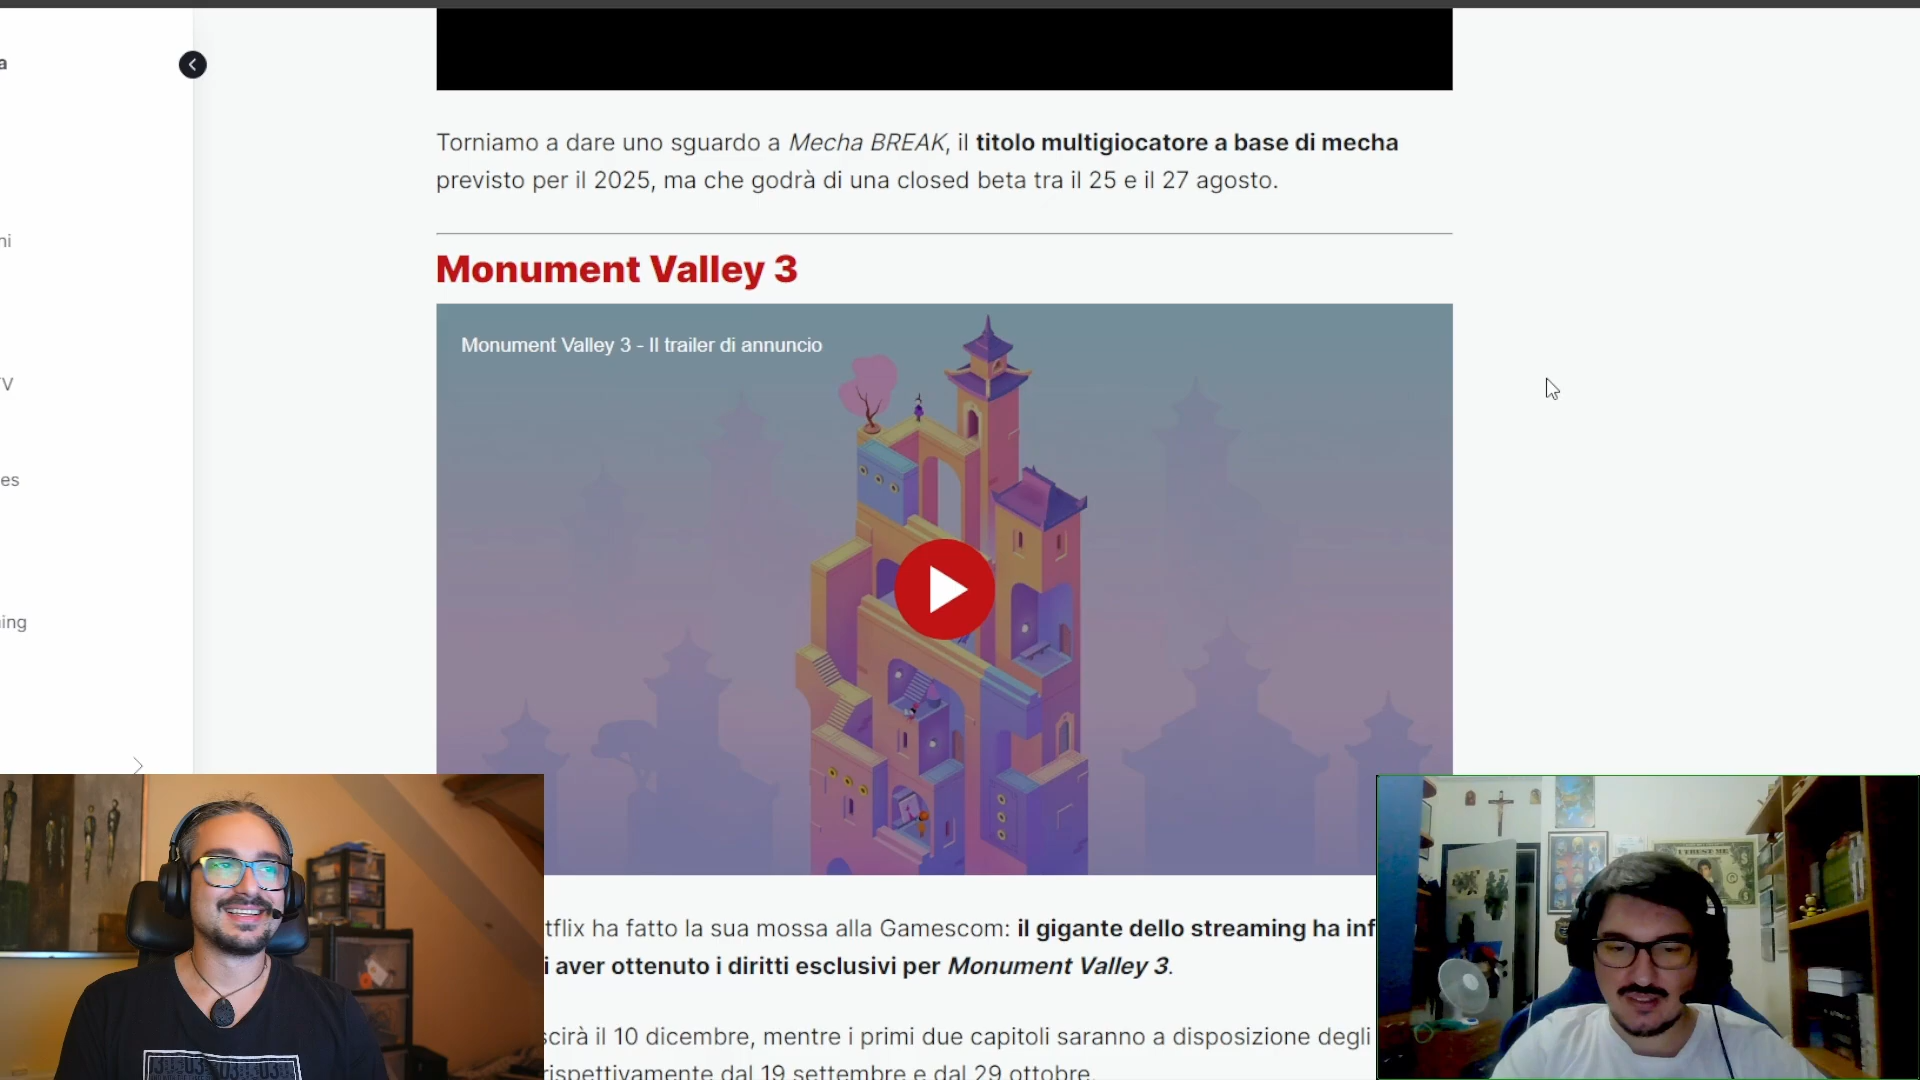 a
Torniamo a dare uno sguardo a Mecha BREAK, il titolo multigiocatore a base di mecha
previsto per il 2025, ma che godrà di una closed beta tra il 25 e il 27 agosto.
ni
Monument Valley 3
Monument Valley 3 - Il trailer di annuncio
V
es
ing
tflix ha fatto la sua mossa alla Gamescom: il gigante dello streaming ha inf
i aver ottenuto i diritti esclusivi per Monument Valley 3.
scirà il 10 dicembre, mentre i primi due capitoli saranno a disposizione degli
rispettivamente dal 19 settembre e dal 29 ottobre.